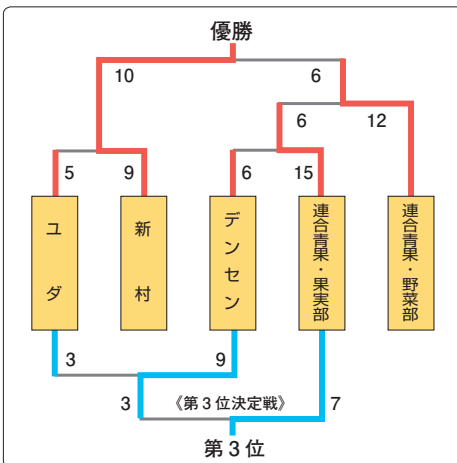 優勝
10 6
6 12
5 9 6 15
ユダ
新村
デンセン
連合青果・果実部
連合青果・野菜部
3 9
3 《第3位決定戦》 7
第3位